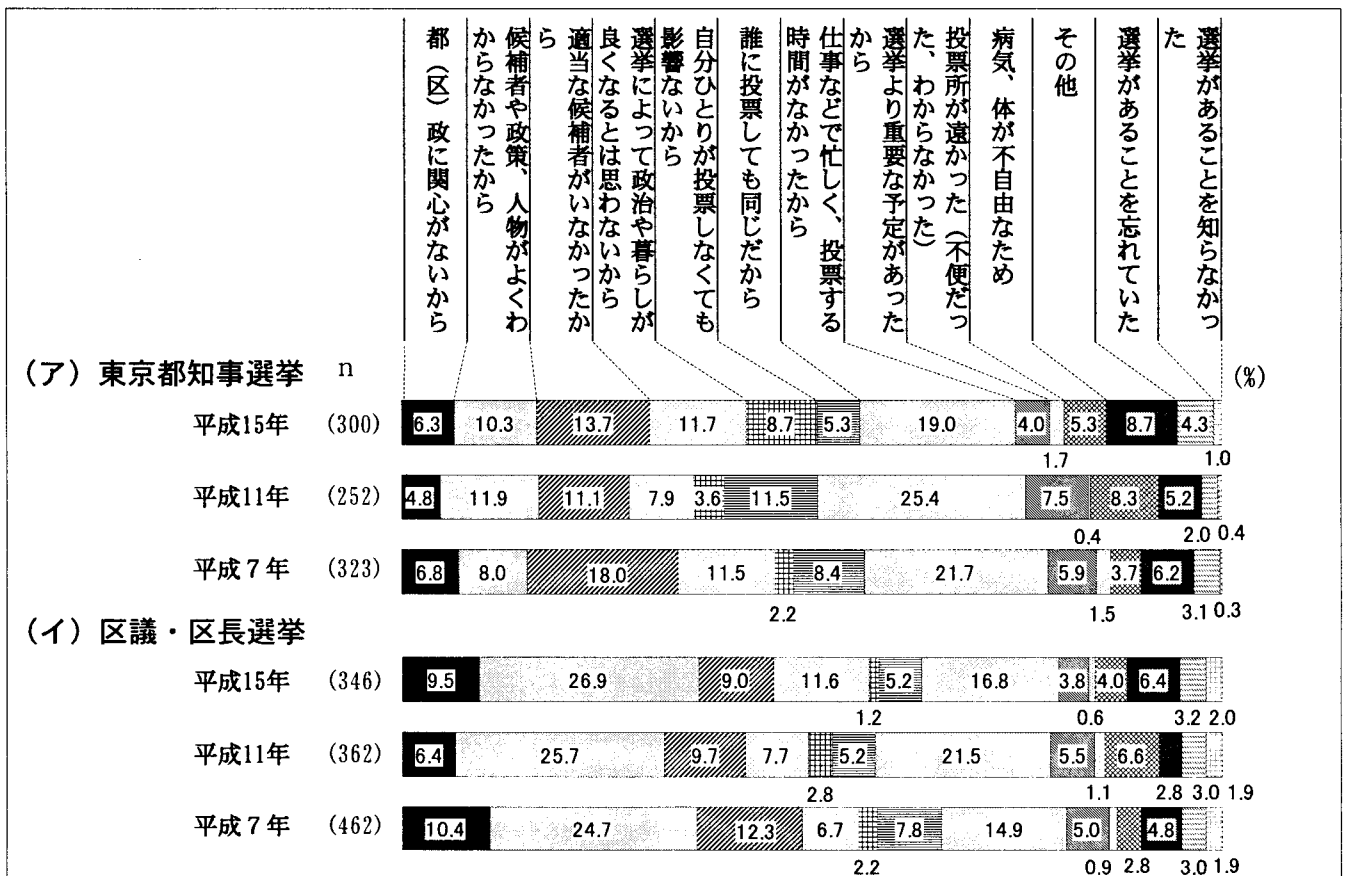 選挙があることを知らなかっ
た
選挙があることを忘れていた
その他
病気、体が不自由なため
投票所が遠かった（不便だっ
た、わからなかった）
選挙より重要な予定があった
から
仕事などで忙しく、投票する
時間がなかったから
誰に投票しても同じだから
自分ひとりが投票しなくても
影響ないから
選挙によって政治や暮らしが
良くなるとは思わないから
適当な候補者がいなかったか
ら
候補者や政策、人物がよくわ
からなかったから
都（区）政に関心がないから
（ア）東京都知事選挙 n (%)
平成15年 (300) 6.3 10.3 13.7 11.7 8.7 5.3 19.0 4.0 5.3 8.7 4.3
1.7 1.0
平成11年 (252) 4.8 11.9 11.1 7.9 3.6 11.5 25.4 7.5 8.3 5.2
0.4 2.0 0.4
平成7年 (323) 6.8 8.0 18.0 11.5 8.4 21.7 5.9 3.7 6.2
2.2 1.5 3.1 0.3
（イ）区議・区長選挙
平成15年 (346) 9.5 26.9 9.0 11.6 5.2 16.8 3.8 4.0 6.4
1.2 0.6 3.2 2.0
平成11年 (362) 6.4 25.7 9.7 7.7 5.2 21.5 5.5 6.6
2.8 1.1 2.8 3.0 1.9
平成7年 (462) 10.4 24.7 12.3 6.7 7.8 14.9 5.0 4.8
2.2 0.9 2.8 3.0 1.9